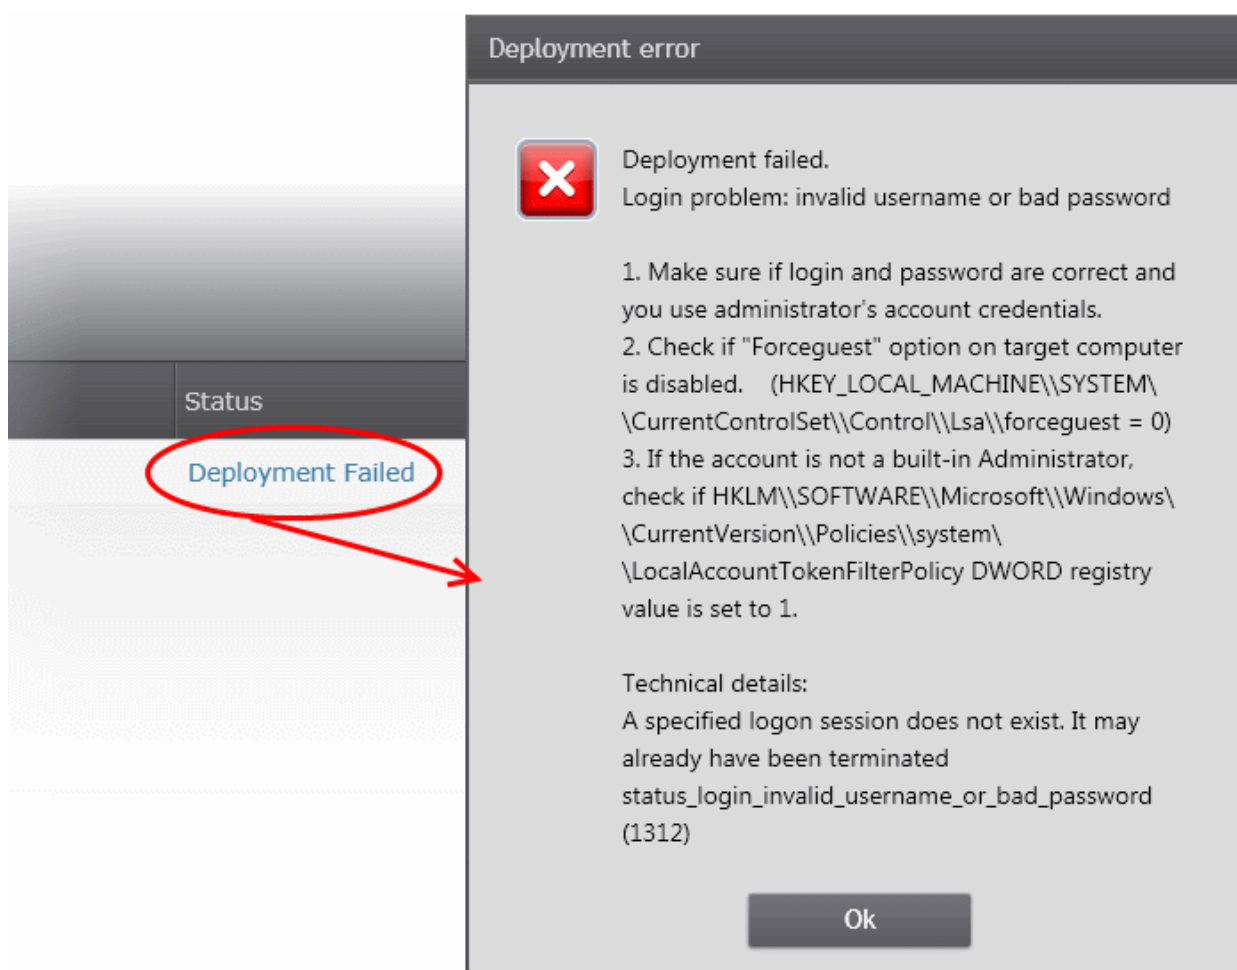 Deployment error
Deployment failed.
Login problem: invalid username or bad password
1. Make sure if login and password are correct and
you use administrator's account credentials.
2. Check if "Forceguest" option on target computer
is disabled. (HKEY_LOCAL_MACHINE\\SYSTEM\
\CurrentControlSet\\Control\\Lsa\\forceguest = 0)
3. If the account is not a built-in Administrator,
check if HKLM\\SOFTWARE\\Microsoft\\Windows\
\CurrentVersion\\Policies\\system\
\LocalAccountTokenFilterPolicy DWORD registry
value is set to 1.
Technical details:
A specified logon session does not exist. It may
already have been terminated
status_login_invalid_username_or_bad_password
(1312)
Ok
Status
Deployment Failed